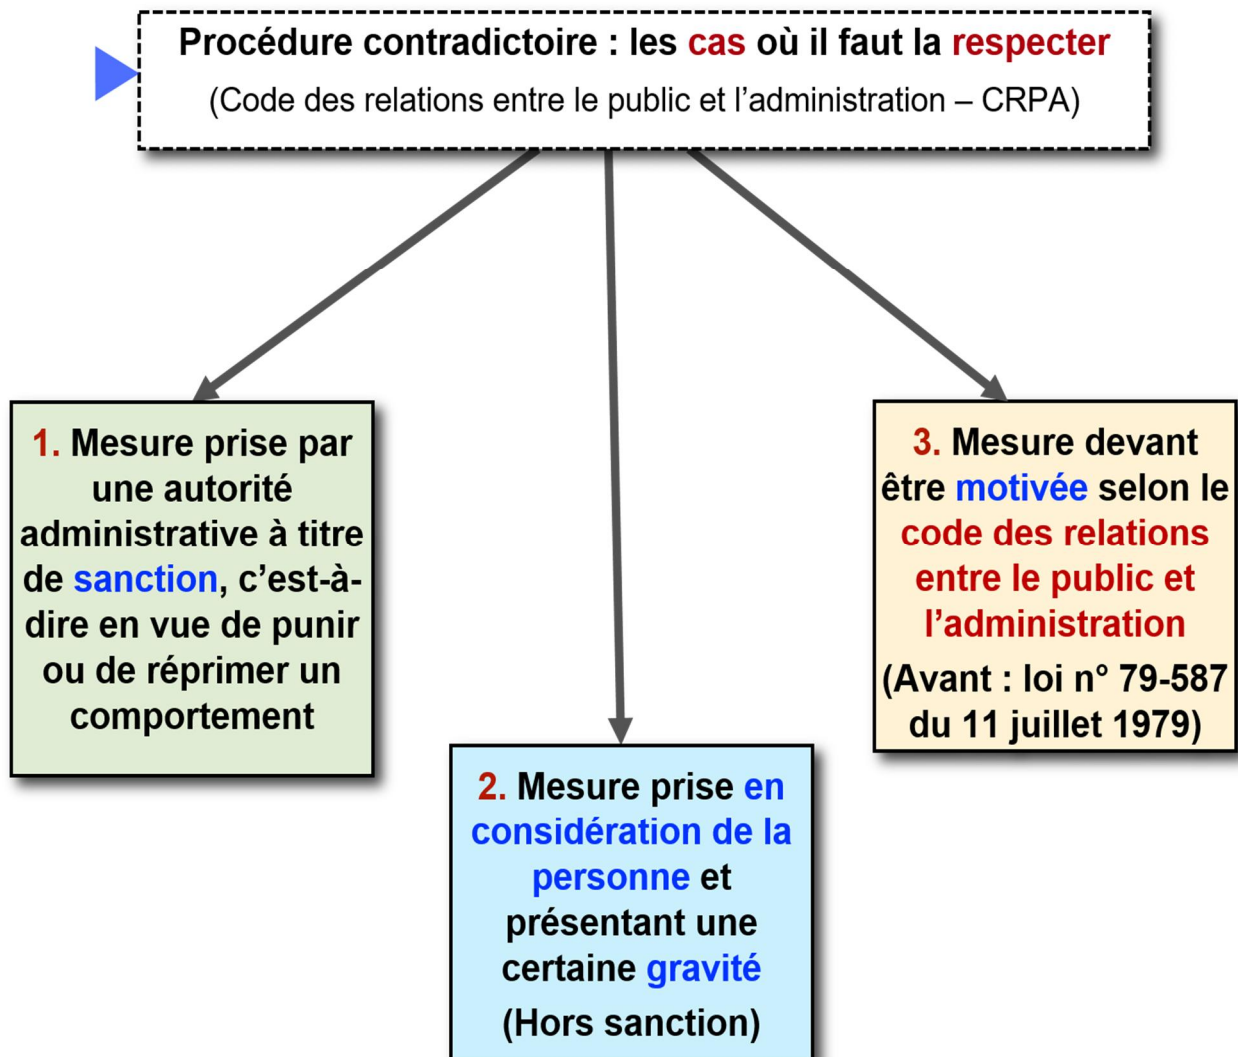 Procédure contradictoire : les cas où il faut la respecter
(Code des relations entre le public et l’administration – CRPA)
1. Mesure prise par
une autorité
administrative à titre
de sanction, c’est-à-
dire en vue de punir
ou de réprimer un
comportement
2. Mesure prise en
considération de la
personne et
présentant une
certaine gravité
(Hors sanction)
3. Mesure devant
être motivée selon le
code des relations
entre le public et
l’administration
(Avant : loi n° 79-587
du 11 juillet 1979)